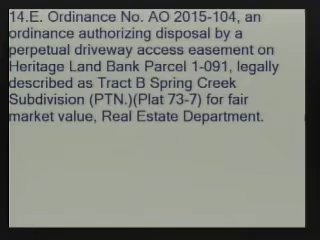 14.E. Ordinance No. AO 2015-104, an
ordinance authorizing disposal by a
perpetual driveway access easement on
Heritage Land Bank Parcel 1-091, legally
described as Tract B Spring Creek
Subdivision (PTN.)(Plat 73-7) for fair
market value, Real Estate Department.